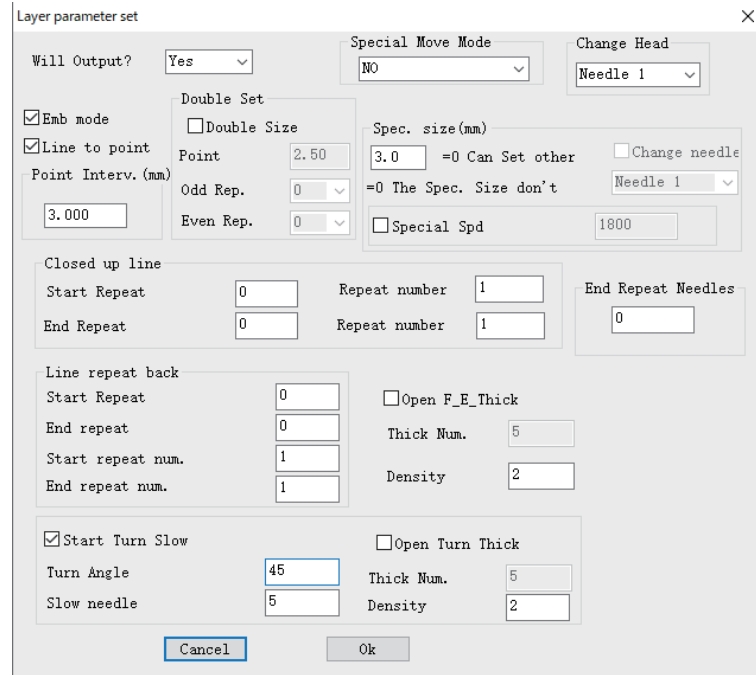 Layer parameter set
Will Output?
Yes
Special Move Mode
NO
Change Head
Needle 1
Emb mode
Line to point
Point Interv.(mm)
3.000
Double Set
Double Size
Point
2.50
Odd Rep.
0
Even Rep.
0
Spec. size(mm)
3.0
=0 Can Set other
Change needle
=0 The Spec. Size don't
Needle 1
Special Spd
1800
Closed up line
Start Repeat
0
Repeat number
1
End Repeat
0
Repeat number
1
End Repeat Needles
0
Line repeat back
Start Repeat
0
End repeat
0
Start repeat num.
1
End repeat num.
1
Open F_E_Thick
Thick Num.
5
Density
2
Start Turn Slow
Turn Angle
45
Slow needle
5
Open Turn Thick
Thick Num.
5
Density
2
Cancel
Ok